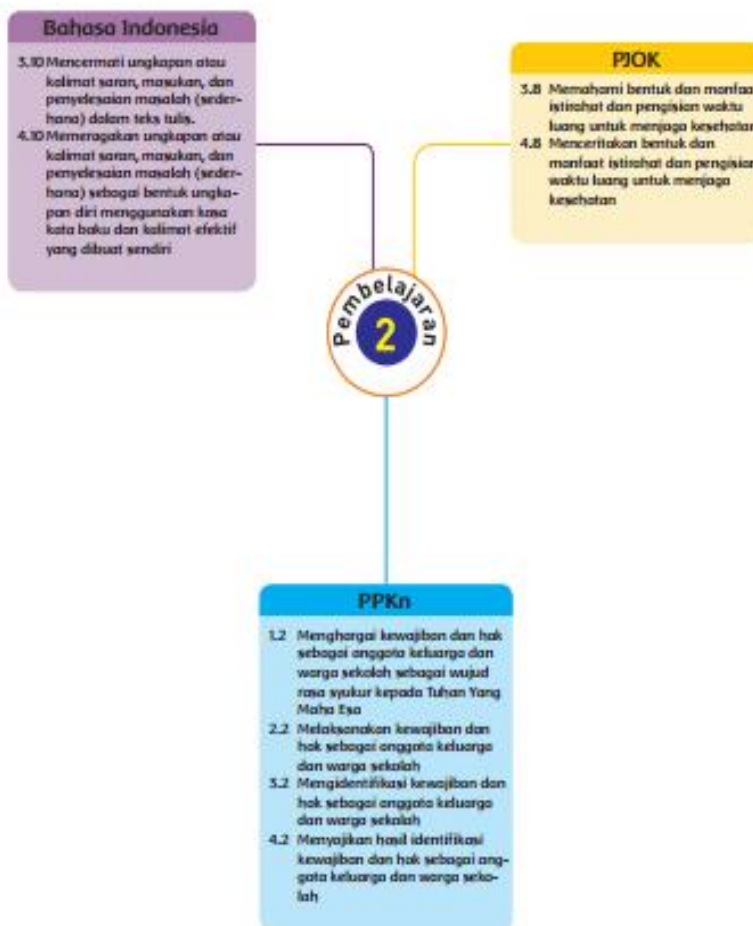 Bahasa Indonesia
3.10 Mencermati ungkapan atau
kalimat saran, masukan, dan
penyelesaian masalah (seder-
hana) dalam teks tulis.
4.10 Memeragakan ungkapan atau
kalimat saran, masukan, dan
penyelesaian masalah (seder-
hana) sebagai bentuk ungka-
pan diri menggunakan kosa
kata baku dan kalimat efektif
yang dibuat sendiri
PJOK
3.8 Memahami bentuk dan manfaa
istirahat dan pengisian waktu
luang untuk menjaga kesehatan
4.8 Menceritakan bentuk dan
manfaat istirahat dan pengisian
waktu luang untuk menjaga
kesehatan
Pembelajaran
2
PPKn
1.2 Menghargai kewajiban dan hak
sebagai anggota keluarga dan
warga sekolah sebagai wujud
rasa syukur kepada Tuhan Yang
Maha Esa
2.2 Melaksanakan kewajiban dan
hak sebagai anggota keluarga
dan warga sekolah
3.2 Mengidentifikasi kewajiban dan
hak sebagai anggota keluarga
dan warga sekolah
4.2 Menyajikan hasil identifikasi
kewajiban dan hak sebagai ang-
gota keluarga dan warga seko-
lah